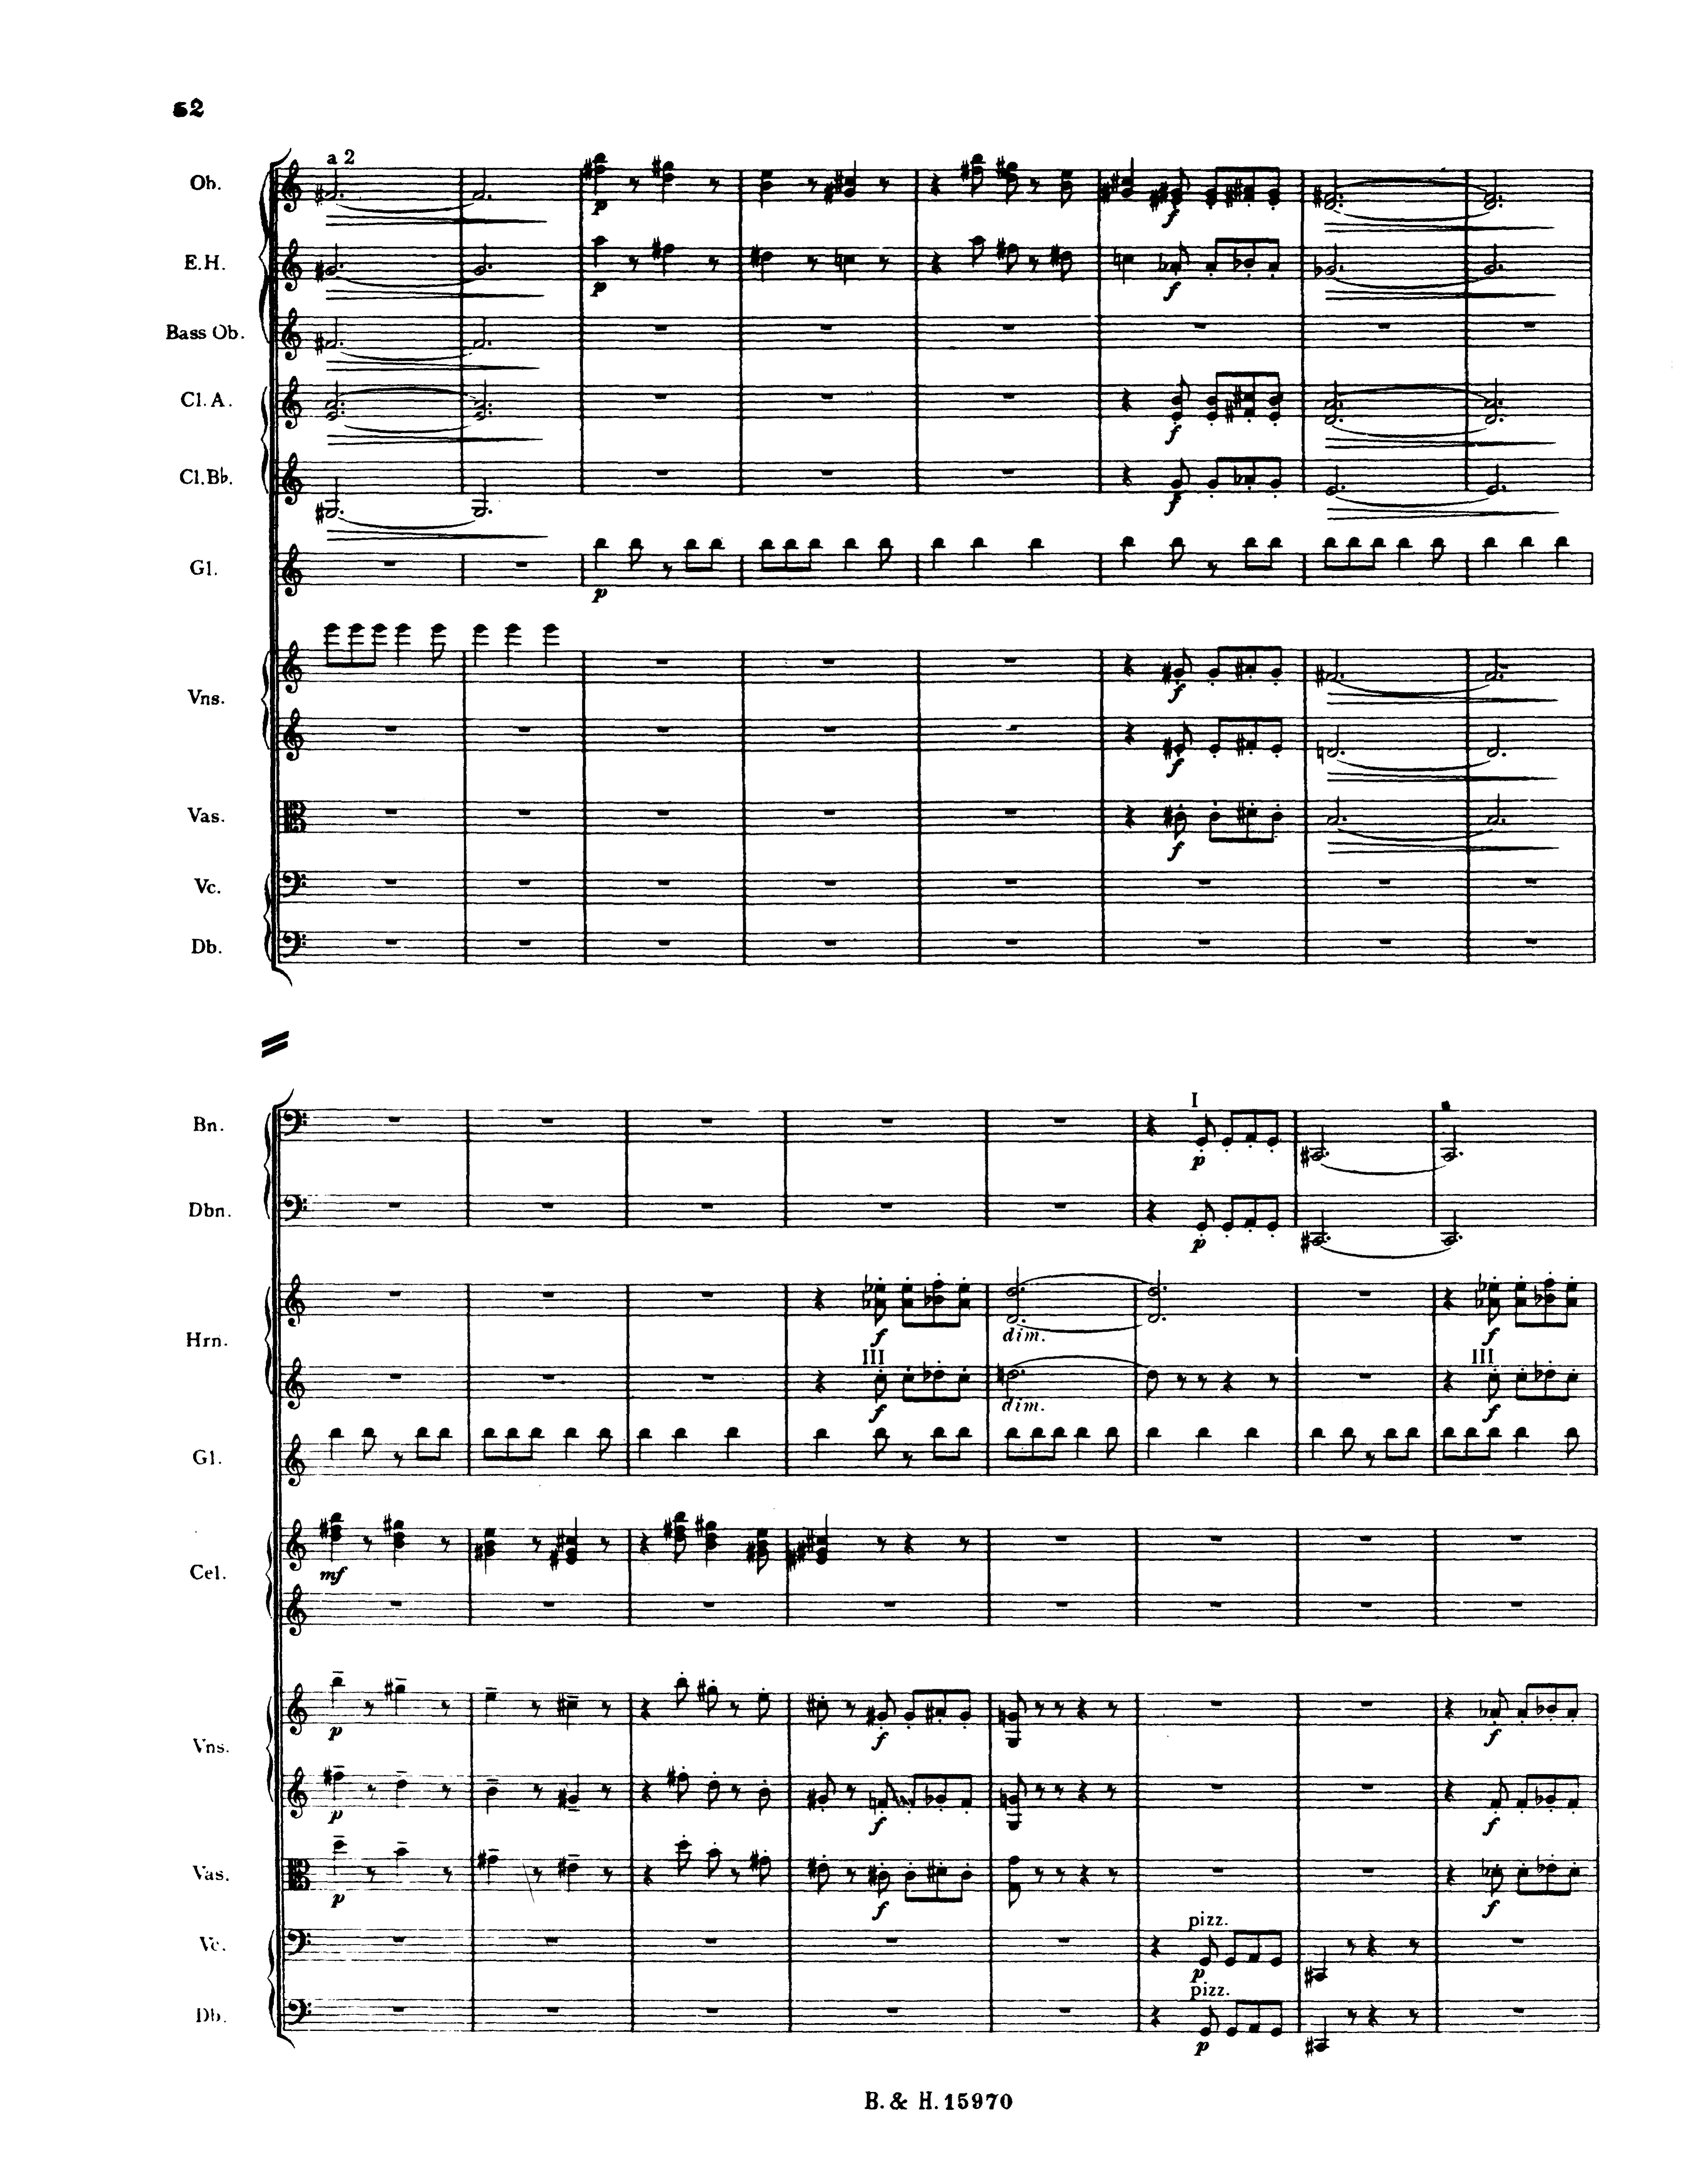 52
a 2
Ob.
p
f
E.H.
p
f
Bass Ob.
Cl. A.
f
Cl. Bb.
f
Gl.
p
Vns.
f
f
Vas.
f
Vc.
Db.
I
Bn.
p
Dbn.
p
f
dim.
Hrn.
III
III
f
dim.
f
Gl.
mf
Cel.
p
f
f
Vns.
p
f
f
Vas.
p
f
f
pizz.
Vc.
p
pizz.
Db.
p
B. & H. 15970